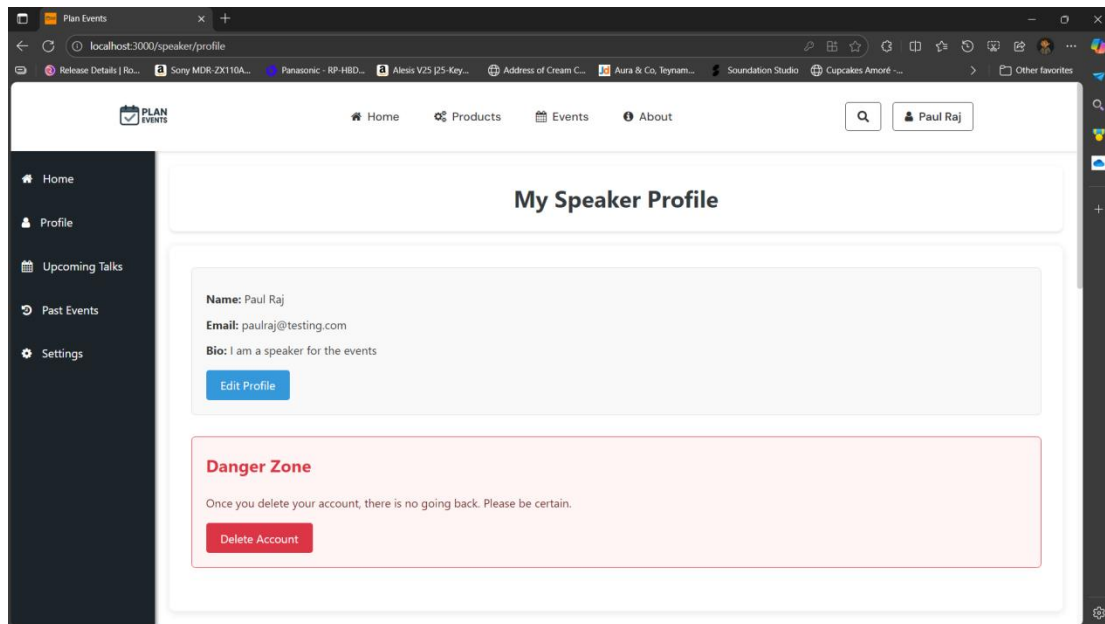 Plan Events
localhost:3000/speaker/profile
Release Details | Ro...
Sony MDR-ZX110A...
Panasonic - RP-HBD...
Alesis V25 |25-Key...
Address of Cream C...
Aura & Co, Teynam...
Soundation Studio
Cupcakes Amoré -...
Other favorites
PLAN
EVENTS
Home
Products
Events
About
Paul Raj
Home
Profile
Upcoming Talks
Past Events
Settings
My Speaker Profile
Name: Paul Raj
Email: paulraj@testing.com
Bio: I am a speaker for the events
Edit Profile
Danger Zone
Once you delete your account, there is no going back. Please be certain.
Delete Account